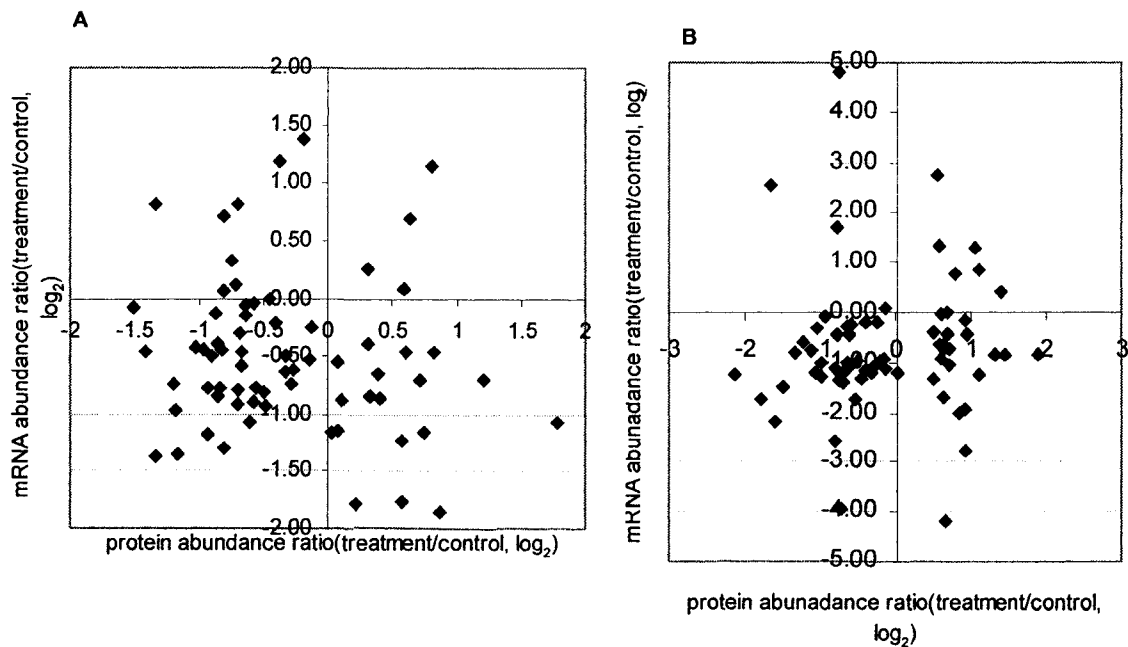 A
mRNA abundance ratio(treatment/control,
log2)
2.00
1.50
1.00
0.50
0.00
-0.50
-1.00
-1.50
-2.00
-2 -1.5 -1 -0.5 0 0.5 1 1.5 2
protein abundance ratio(treatment/control, log2)
B
mRNA abunadance ratio(treatment/control, log2)
5.00
4.00
3.00
2.00
1.00
0.00
-1.00
-2.00
-3.00
-4.00
-5.00
-3 -2 -1 0 1 2 3
protein abunadance ratio(treatment/control,
log2)